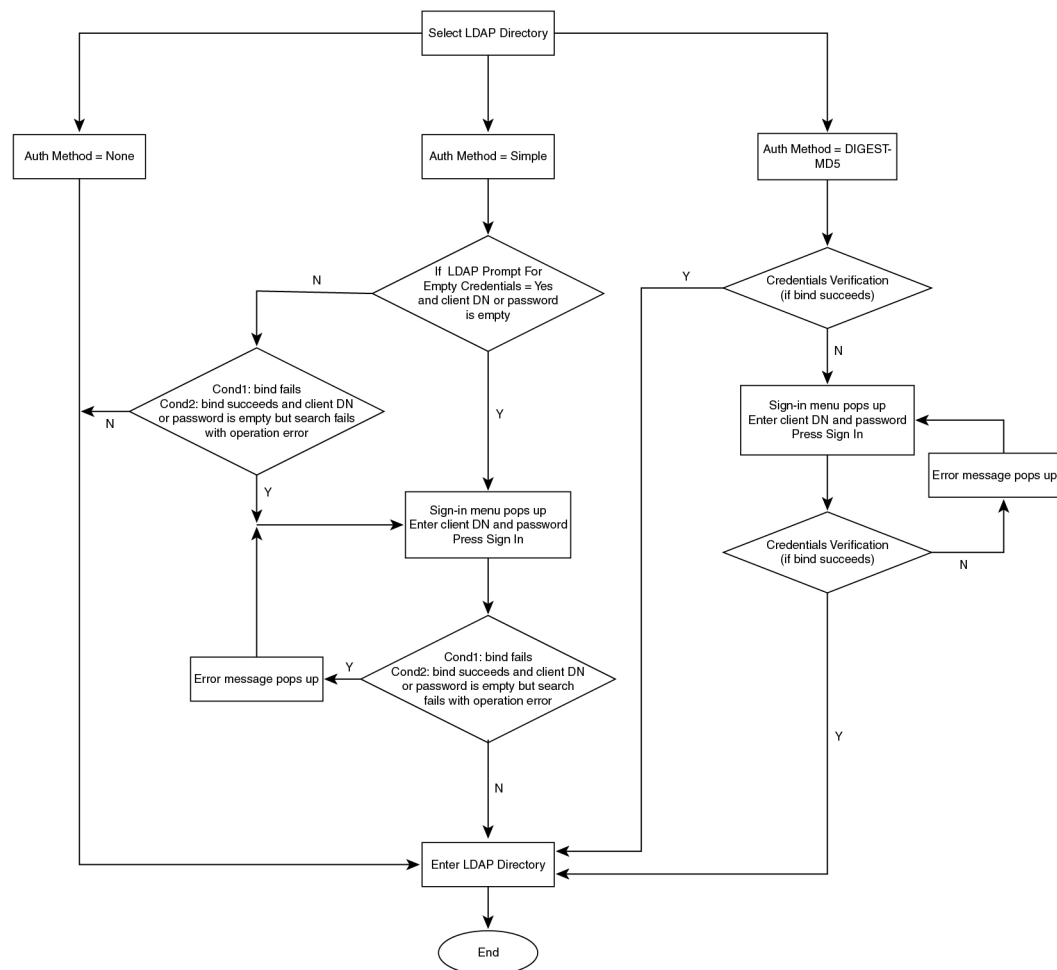 Select LDAP Directory
Auth Method = None
Auth Method = Simple
Auth Method = DIGEST-
MD5
If LDAP Prompt For
Empty Credentials = Yes
and client DN or password
is empty
N
Y
Credentials Verification
(if bind succeeds)
Y
N
Cond1: bind fails
Cond2: bind succeeds and client DN
or password is empty but search fails
with operation error
N
Y
Sign-in menu pops up
Enter client DN and password
Press Sign In
Error message pops up
Sign-in menu pops up
Enter client DN and password
Press Sign In
Credentials Verification
(if bind succeeds)
N
Y
Cond1: bind fails
Cond2: bind succeeds and client DN
or password is empty but search
fails with operation error
Y
Error message pops up
N
Enter LDAP Directory
End